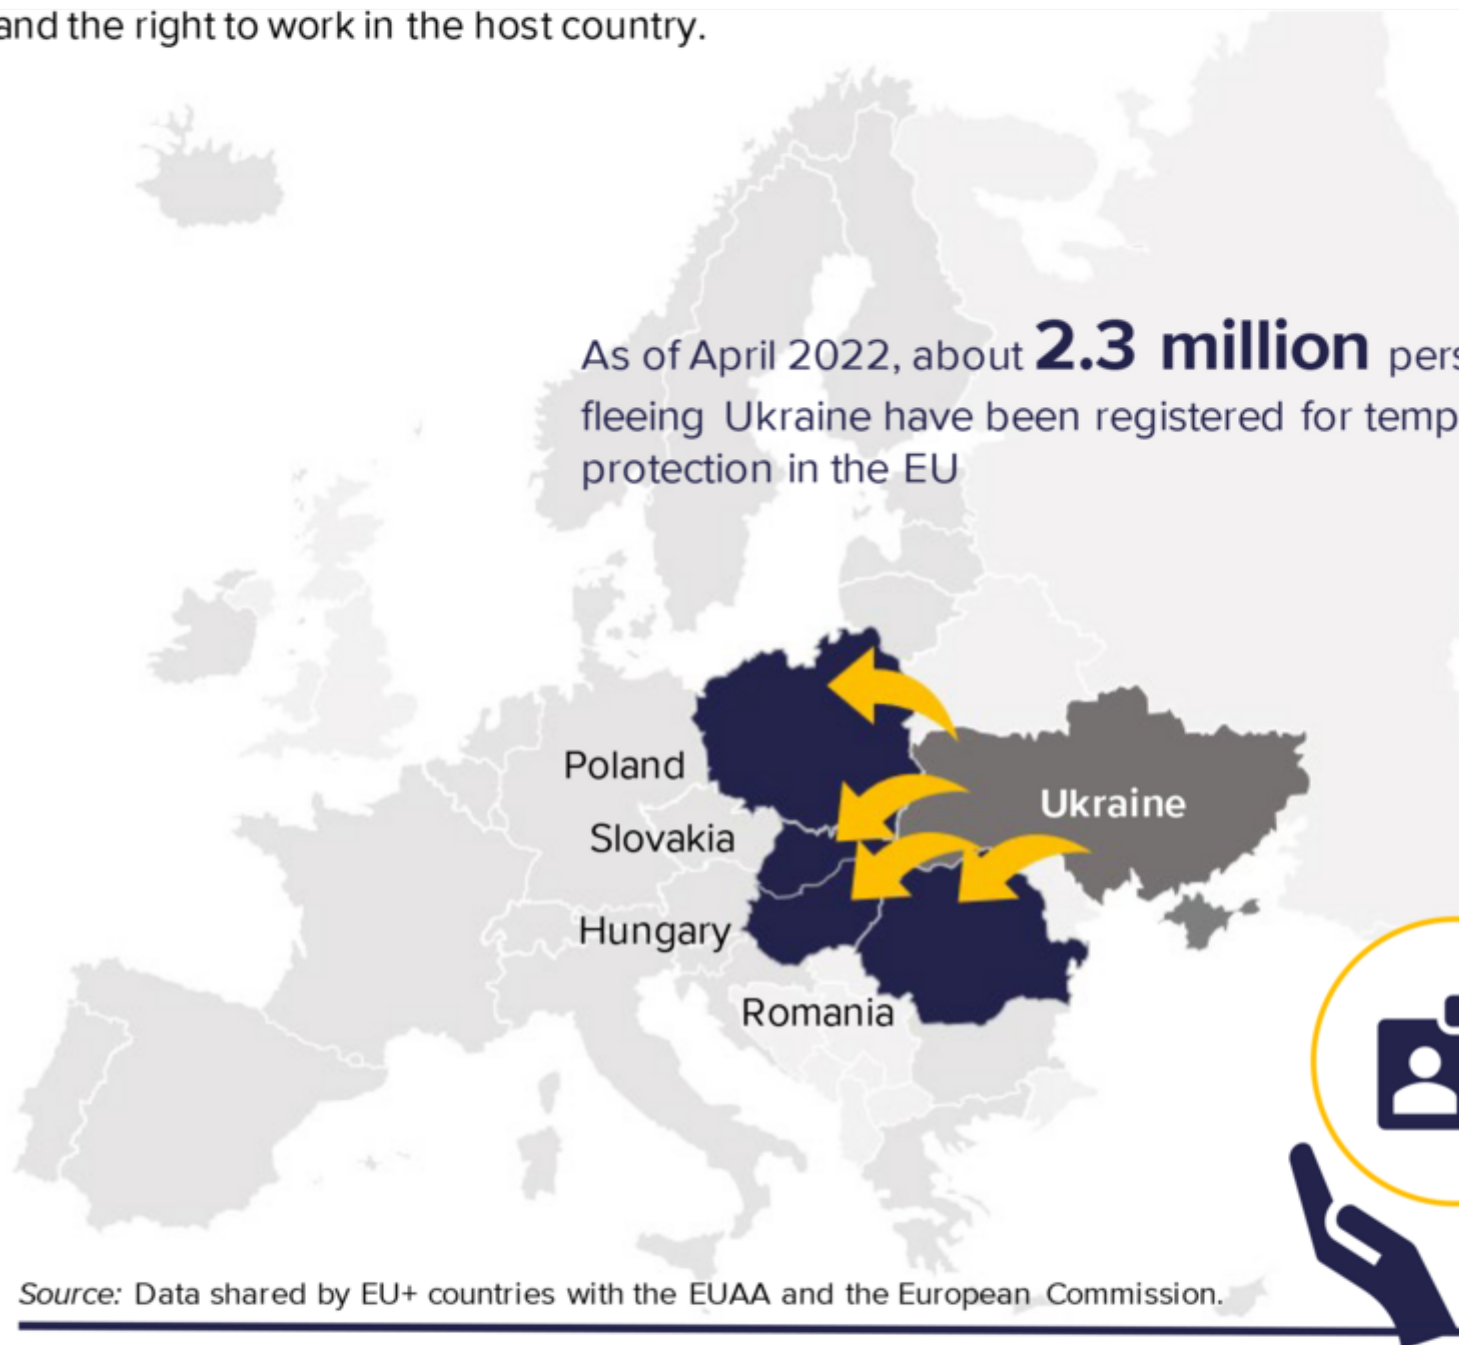 and the right to work in the host country.
As of April 2022, about 2.3 million pers
fleeing Ukraine have been registered for temp
protection in the EU
Poland
Ukraine
Slovakia
Hungary
Romania
Source: Data shared by EU+ countries with the EUAA and the European Commission.